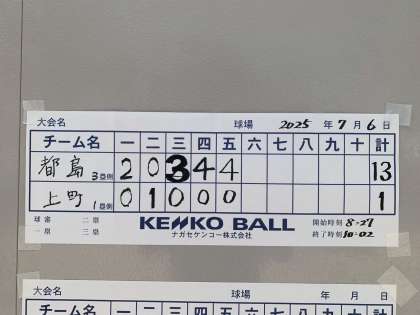 大会名 球場 2025 年 7 月 6 日
チーム名 一 二 三 四 五 六 七 八 九 十 計
都島 3塁側 2 0 3 4 4 13
上町 1塁側 0 1 0 0 0 1
球審 二塁
一塁 三塁
KENKO BALL
ナガセケンコー株式会社
開始時刻 8-27
終了時刻 10-02
大会名 球場 年 月 日
チーム名 一 二 三 四 五 六 七 八 九 十 計